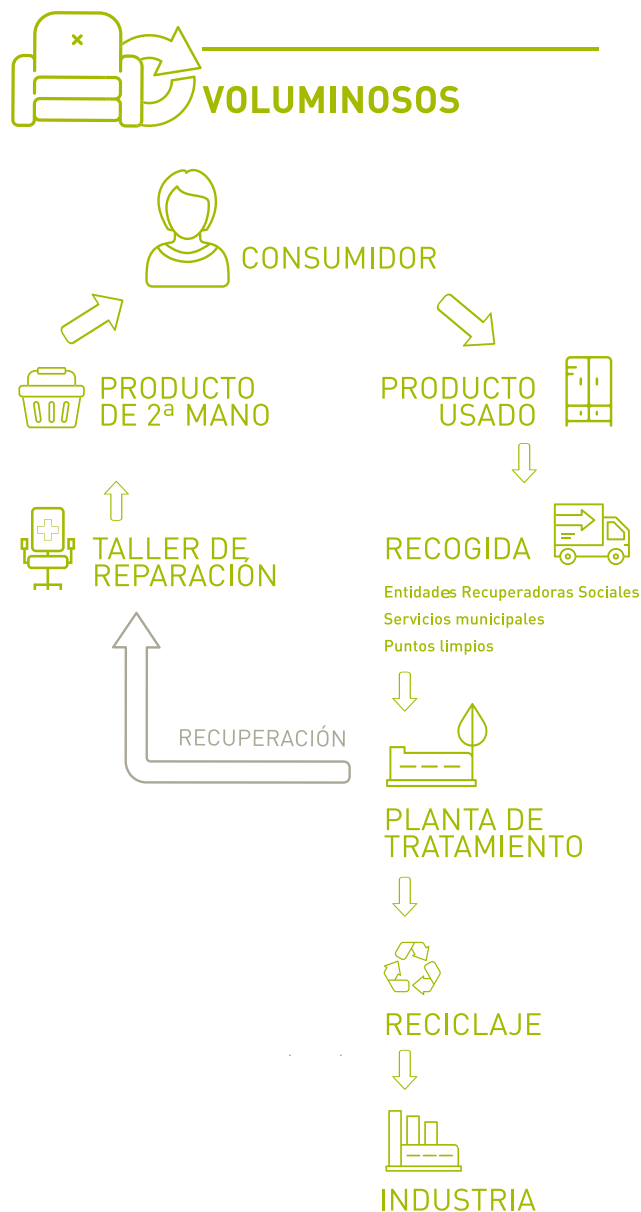 VOLUMINOSOS
CONSUMIDOR
PRODUCTO
DE 2ª MANO
PRODUCTO
USADO
TALLER DE
REPARACIÓN
RECOGIDA
Entidades Recuperadoras Sociales
Servicios municipales
Puntos limpios
RECUPERACIÓN
PLANTA DE
TRATAMIENTO
RECICLAJE
INDUSTRIA